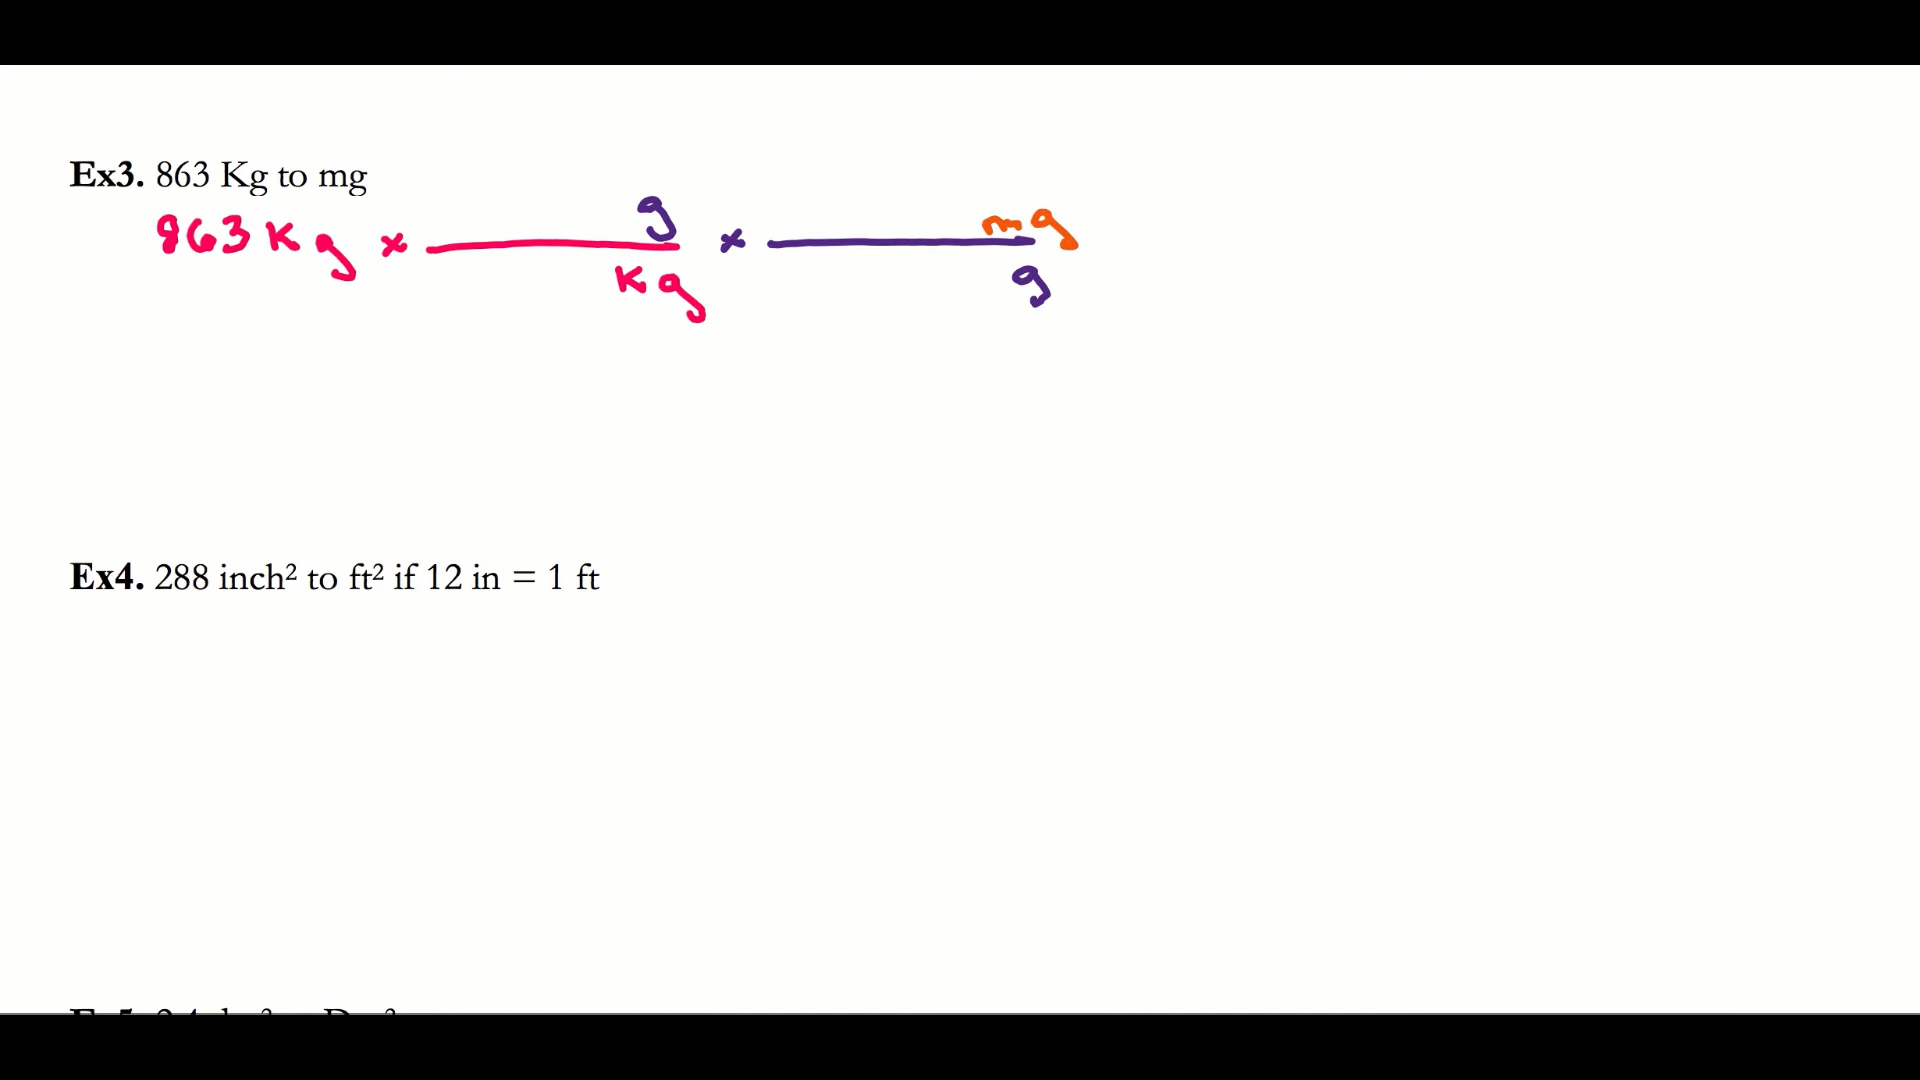 Ex3. 863 Kg to mg
863 Kg × g/Kg × mg/g
Ex4. 288 inch² to ft² if 12 in = 1 ft